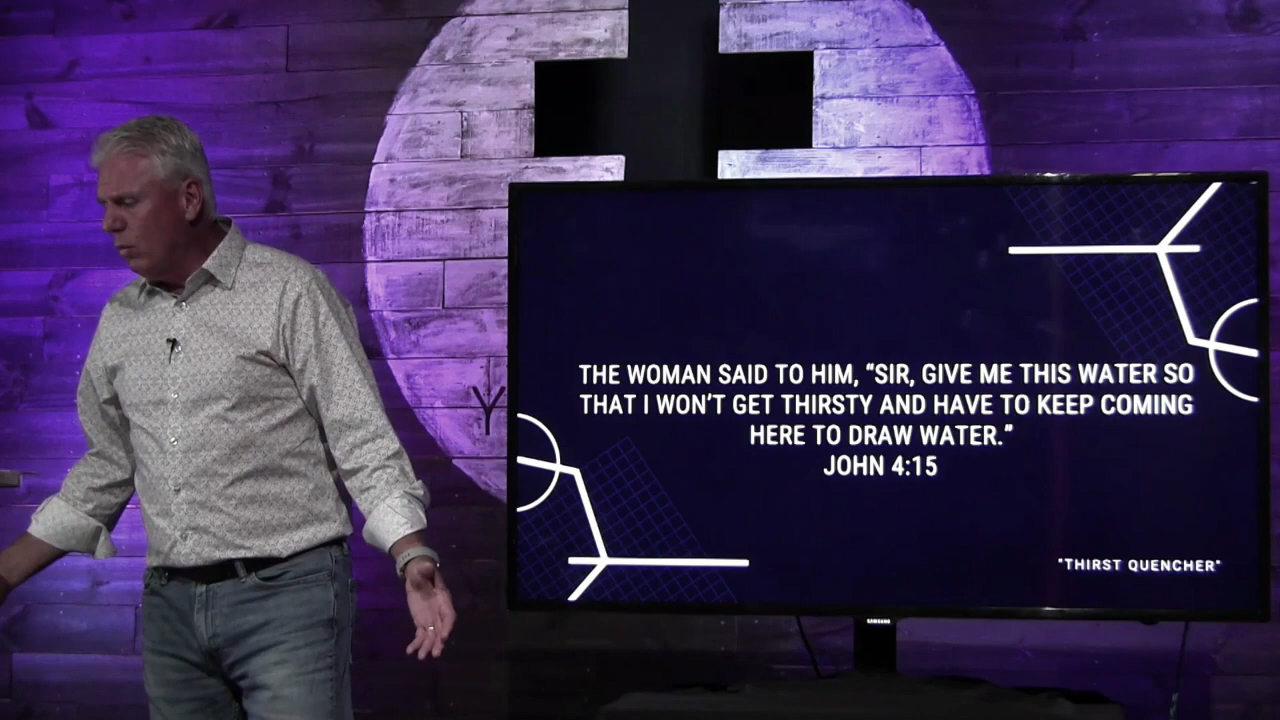 THE WOMAN SAID TO HIM, “SIR, GIVE ME THIS WATER SO
THAT I WON’T GET THIRSTY AND HAVE TO KEEP COMING
HERE TO DRAW WATER.”
JOHN 4:15
"THIRST QUENCHER"
SAMSUNG